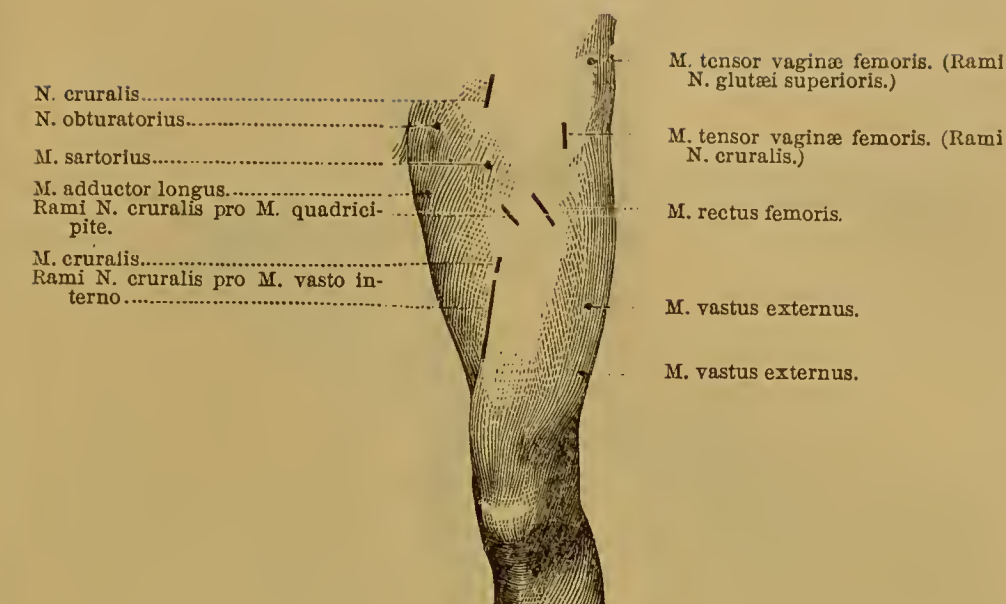 N. cruralis
N. obturatorius
M. sartorius
M. adductor longus.
Rami N. cruralis pro M. quadrici-
pite.
M. cruralis
Rami N. cruralis pro M. vasto in-
terno
M. tensor vaginæ femoris. (Rami
N. glutæi superioris.)
M. tensor vaginæ femoris. (Rami
N. cruralis.)
M. rectus femoris.
M. vastus externus.
M. vastus externus.